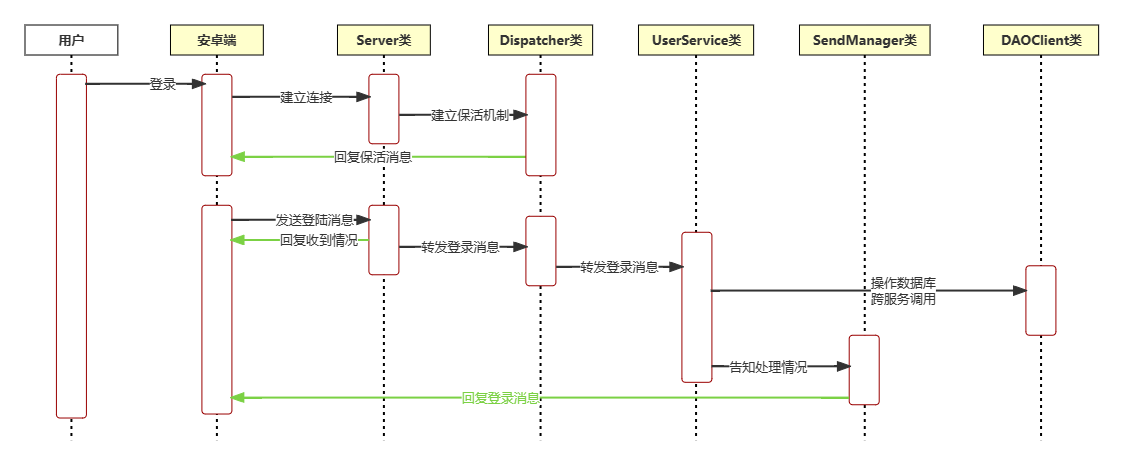 用户
安卓端
Server类
Dispatcher类
UserService类
SendManager类
DAOClient类
登录
建立连接
建立保活机制
回复保活消息
发送登陆消息
回复收到情况
转发登录消息
转发登录消息
操作数据库
跨服务调用
告知处理情况
回复登录消息